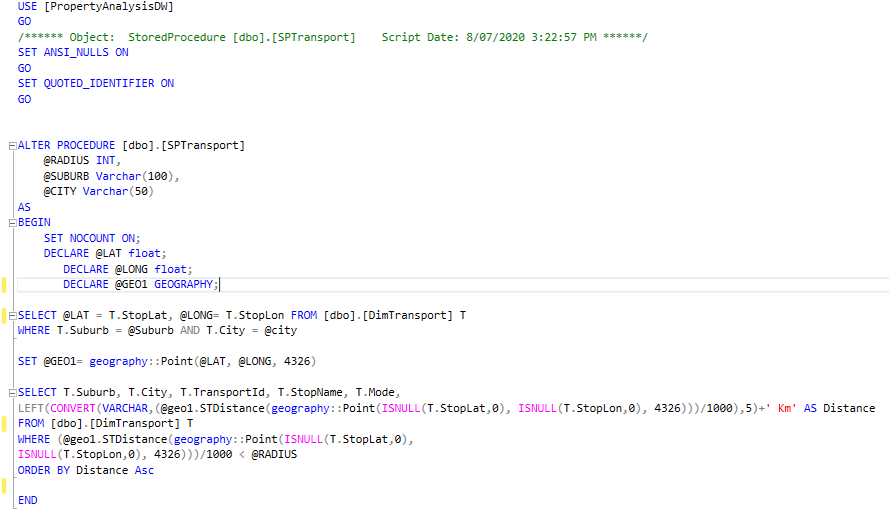 USE [PropertyAnalysisDW]
GO
/****** Object:  StoredProcedure [dbo].[SPTransport]    Script Date: 8/07/2020 3:22:57 PM ******/
SET ANSI_NULLS ON
GO
SET QUOTED_IDENTIFIER ON
GO
ALTER PROCEDURE [dbo].[SPTransport]
    @RADIUS INT,
    @SUBURB Varchar(100),
    @CITY Varchar(50)
AS
BEGIN
    SET NOCOUNT ON;
    DECLARE @LAT float;
       DECLARE @LONG float;
       DECLARE @GEO1 GEOGRAPHY;
SELECT @LAT = T.StopLat, @LONG= T.StopLon FROM [dbo].[DimTransport] T
WHERE T.Suburb = @Suburb AND T.City = @city
SET @GEO1= geography::Point(@LAT, @LONG, 4326)
SELECT T.Suburb, T.City, T.TransportId, T.StopName, T.Mode,
LEFT(CONVERT(VARCHAR,(@geo1.STDistance(geography::Point(ISNULL(T.StopLat,0), ISNULL(T.StopLon,0), 4326)))/1000),5)+' Km' AS Distance
FROM [dbo].[DimTransport] T
WHERE (@geo1.STDistance(geography::Point(ISNULL(T.StopLat,0),
ISNULL(T.StopLon,0), 4326)))/1000 < @RADIUS
ORDER BY Distance Asc
END